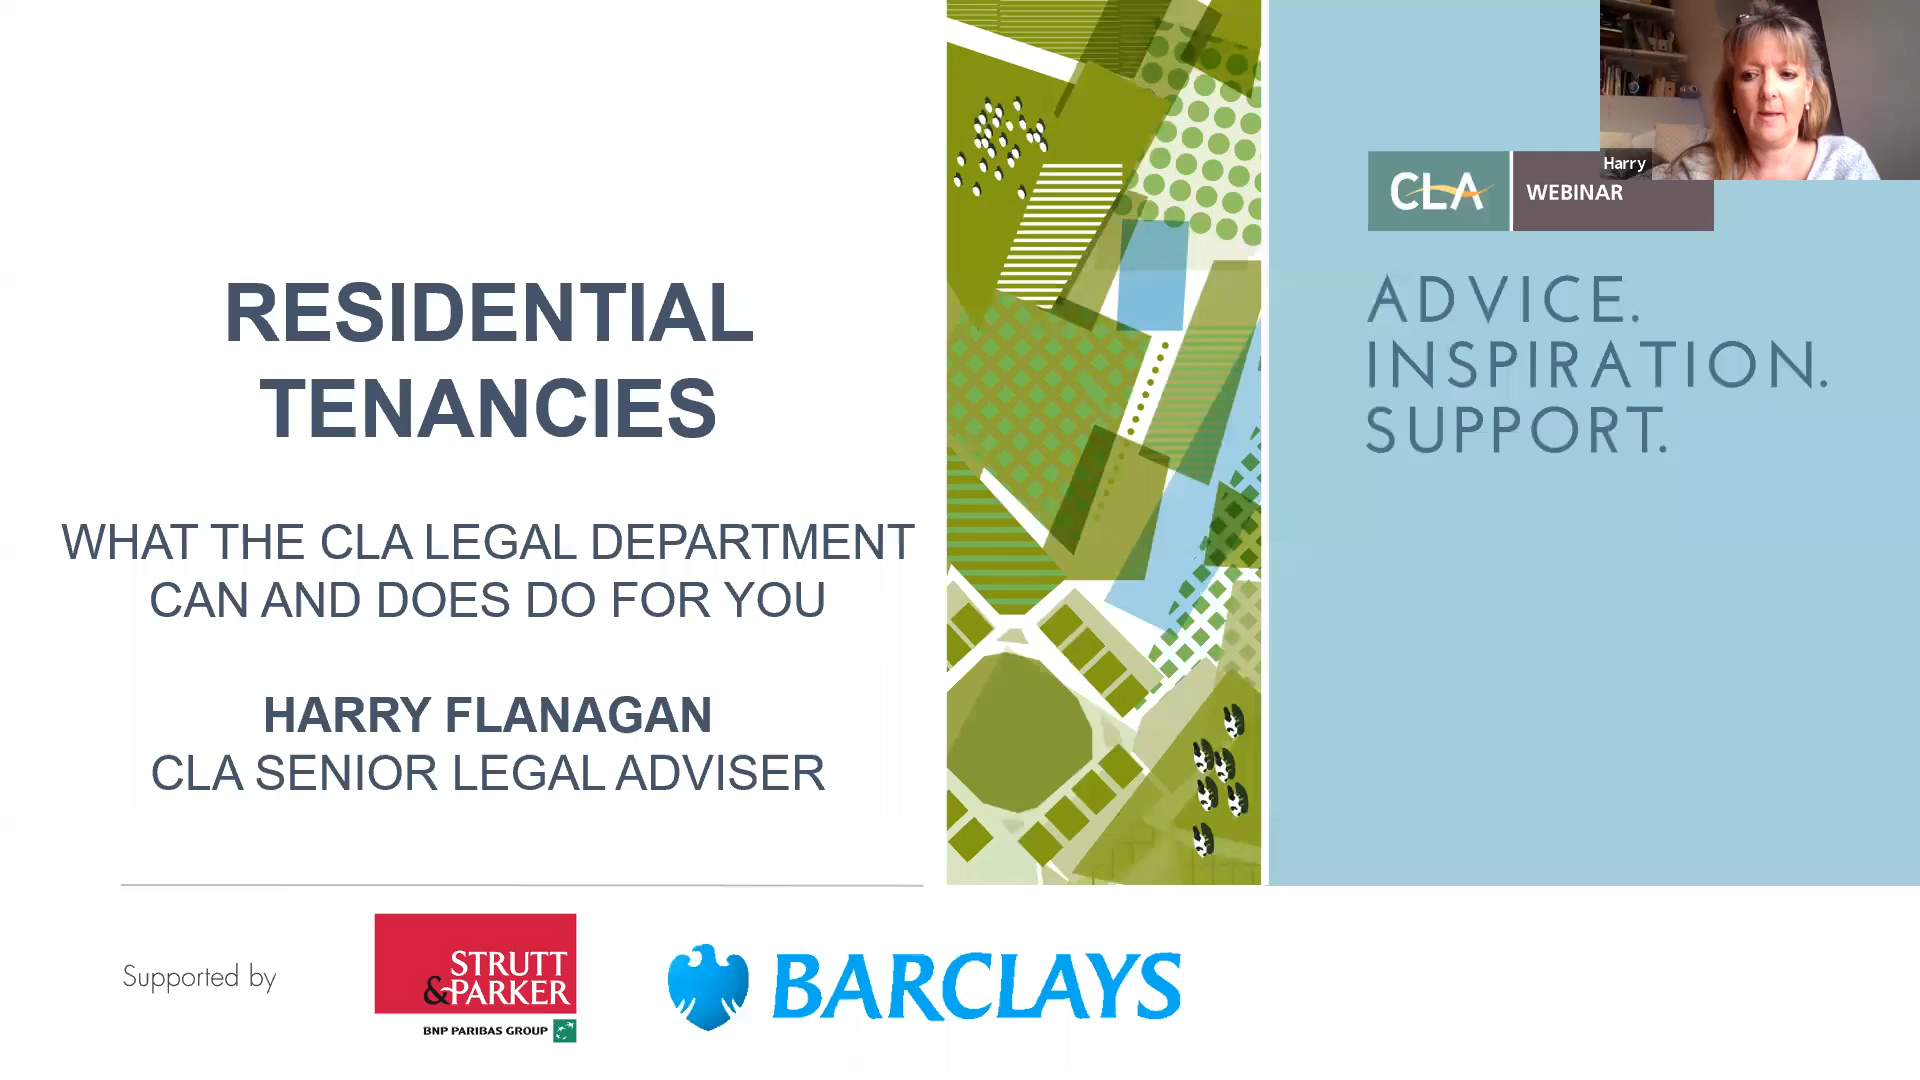 RESIDENTIAL
TENANCIES
WHAT THE CLA LEGAL DEPARTMENT
CAN AND DOES DO FOR YOU
HARRY FLANAGAN
CLA SENIOR LEGAL ADVISER
Supported by
STRUTT
&PARKER
BNP PARIBAS GROUP
BARCLAYS
Harry
CLA WEBINAR
ADVICE.
INSPIRATION.
SUPPORT.